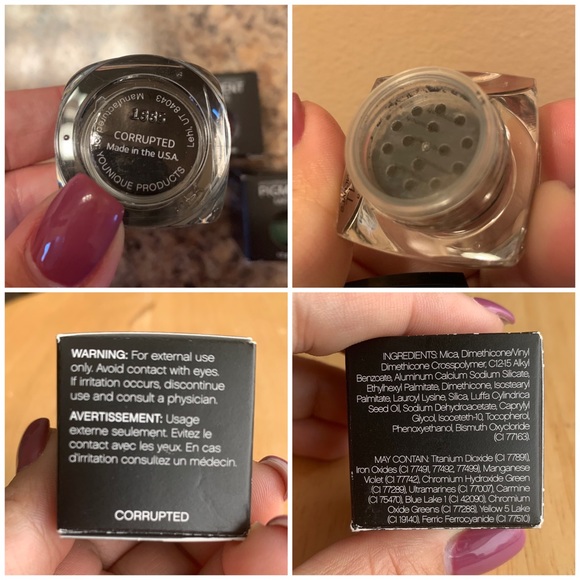 Manufactured for YOUNIQUE PRODUCTS Lehi, UT 84043
CORRUPTED
Made in the U.S.A.
WARNING: For external use
only. Avoid contact with eyes.
If irritation occurs, discontinue
use and consult a physician.
AVERTISSEMENT: Usage
externe seulement. Evitez le
contact avec les yeux. En cas
d'irritation consultez un médecin.
CORRUPTED
INGREDIENTS: Mica, Dimethicone/Vinyl
Dimethicone Crosspolymer, C12-15 Alkyl
Benzoate, Aluminum Calcium Sodium Silicate,
Ethylhexyl Palmitate, Dimethicone, Isostearyl
Palmitate, Lauroyl Lysine, Silica, Luffa Cylindrica
Seed Oil, Sodium Dehydroacetate, Caprylyl
Glycol, Isoceteth-10, Tocopherol,
Phenoxyethanol, Bismuth Oxycloride
(CI 77163)
MAY CONTAIN: Titanium Dioxide (CI 77891),
Iron Oxides (CI 77491, 77492, 77499), Manganese
Violet (CI 77742), Chromium Hydroxide Green
(CI 77289), Ultramarines (CI 77007), Carmine
(CI 75470), Blue Lake 1 (CI 42090), Chromium
Oxide Greens (CI 77288), Yellow 5 Lake
(CI 19140), Ferric Ferrocyanide (CI 77510)